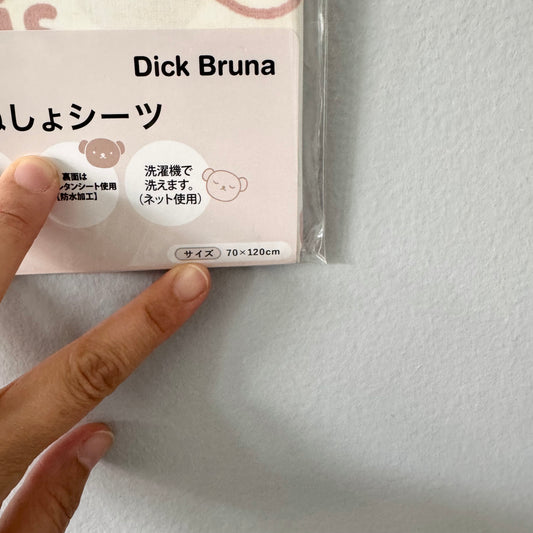 Dick Bruna
しょシーツ
裏面は
タンシート使用
【防水加工】
洗濯機で
洗えます。
（ネット使用）
サイズ 70×120cm